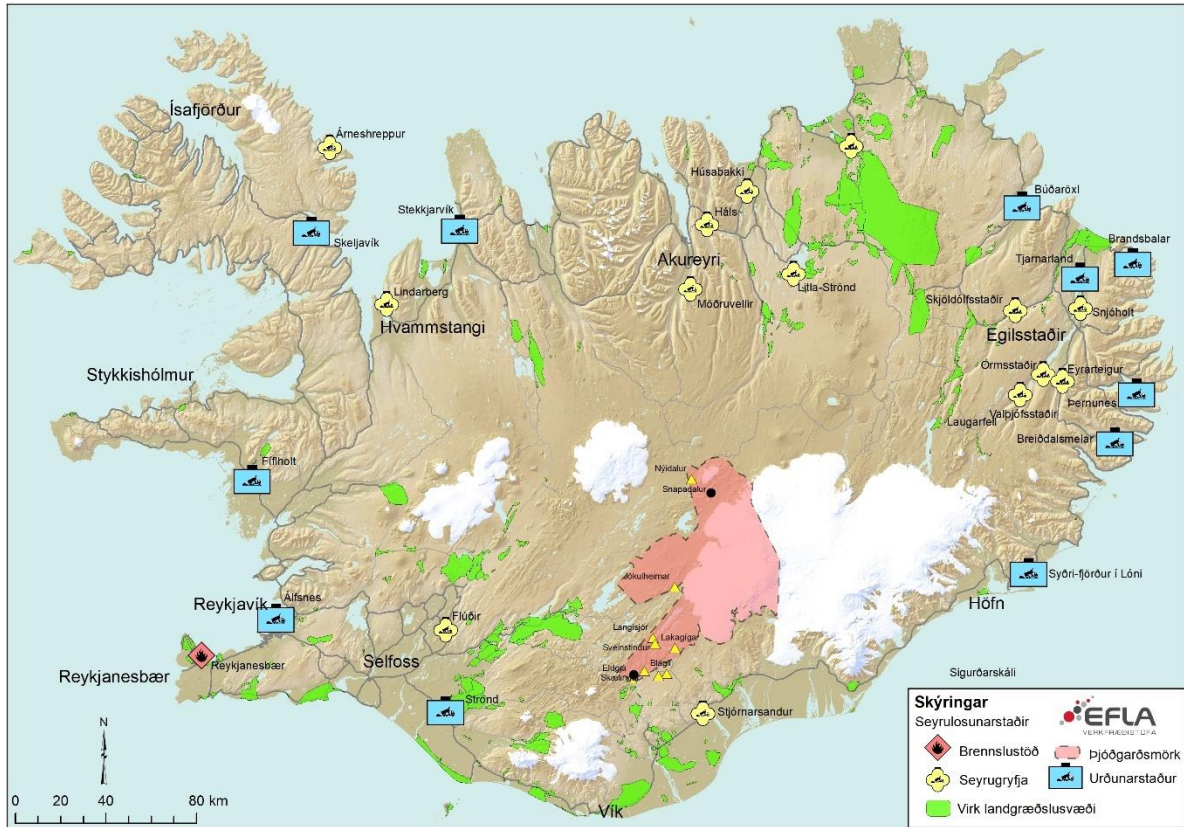 Ísafjörður
Árneshreppur
Húsabakki
Búðaröxl
Stekkjarvík
Háls
Skeljavík
Brandsbalar
Akureyri
Tjarnarland
Litla-Strönd
Lindarberg
Möðruvellir
Skjöldólfsstaðir
Snjóholt
Hvammstangi
Egilsstaðir
Stykkishólmur
Ormsstaðir
Eyrarteigur
Þernunes
Valþjófsstaðir
Laugarfell
Breiðdalsmelar
Fíflholt
Nýidalur
Snapadalur
Jökulheimar
Syðri-fjörður í Lóni
Höfn
Reykjavík
Álfsnes
Flúðir
Langisjór
Lakagígar
Sveinstindur
Selfoss
Reykjanesbær
Reykjanesbær
Eldgjá
Blágil
Sigurðarskáli
Strönd
Stjórnarsandur
Vík
N
0 20 40 80 km
Skýringar
Seyrulosunarstaðir
EFLA
VERKFRÆÐISTOFA
Brennslustöð
Þjóðgarðsmörk
Seyrugryfja
Urðunarstaður
Virk landgræðslusvæði